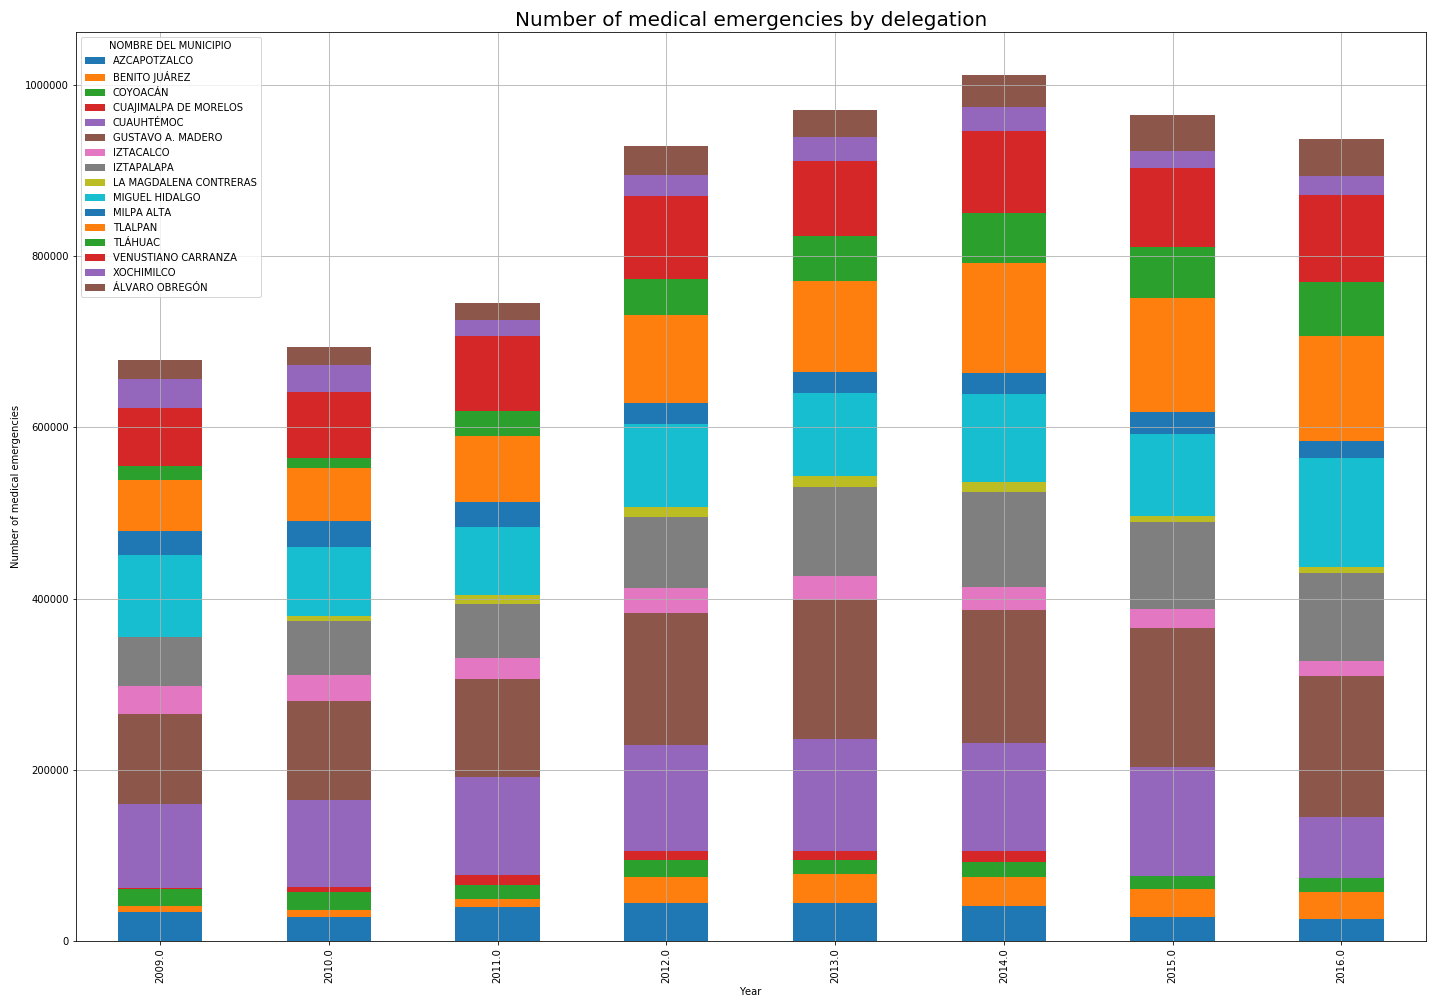 Number of medical emergencies by delegation
NOMBRE DEL MUNICIPIO
AZCAPOTZALCO
BENITO JUÁREZ
COYOACÁN
CUAJIMALPA DE MORELOS
CUAUHTÉMOC
GUSTAVO A. MADERO
IZTACALCO
IZTAPALAPA
LA MAGDALENA CONTRERAS
MIGUEL HIDALGO
MILPA ALTA
TLALPAN
TLÁHUAC
VENUSTIANO CARRANZA
XOCHIMILCO
ÁLVARO OBREGÓN
1000000
800000
600000
400000
200000
0
Number of medical emergencies
2009.0
2010.0
2011.0
2012.0
2013.0
2014.0
2015.0
2016.0
Year